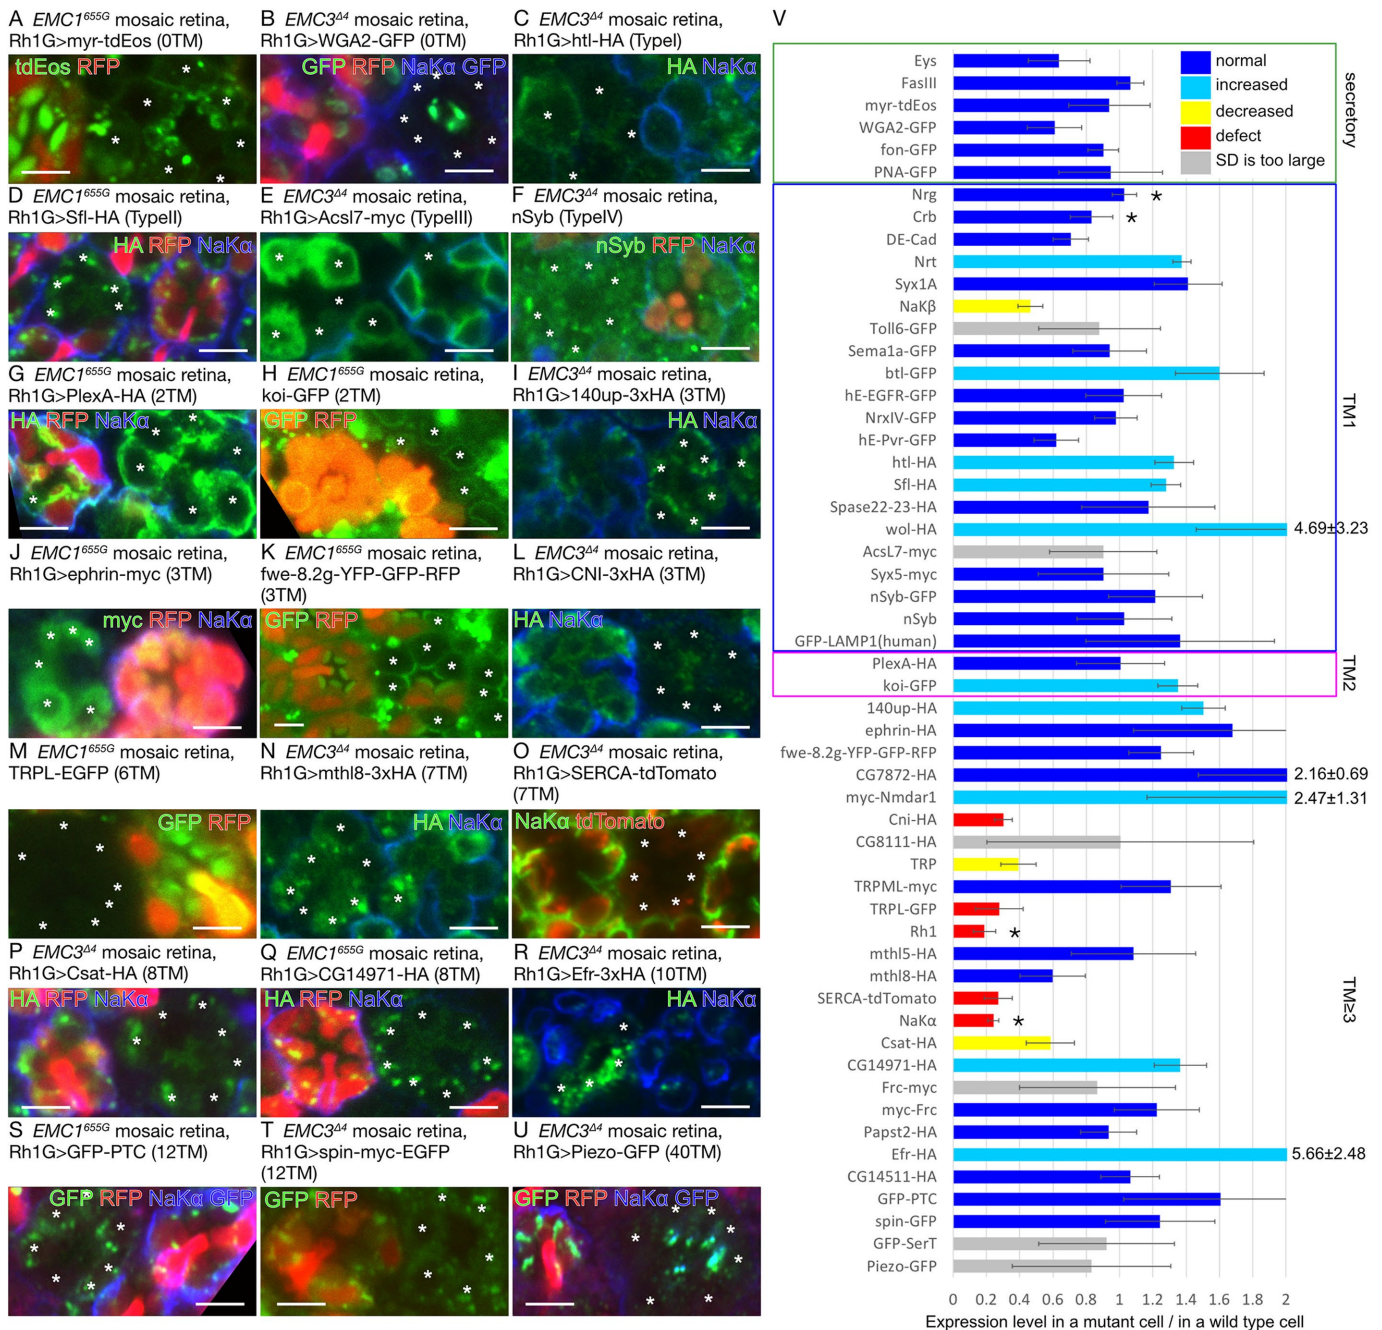 A EMC1⁶⁵⁵ᴳ mosaic retina,
Rh1G>myr-tdEos (0TM)
tdEos RFP
B EMC3Δ⁴ mosaic retina,
Rh1G>WGA2-GFP (0TM)
GFP RFP NaKα GFP
C EMC3Δ⁴ mosaic retina,
Rh1G>htl-HA (TypeI)
HA NaKα
D EMC1⁶⁵⁵ᴳ mosaic retina,
Rh1G>Sfl-HA (TypeII)
HA RFP NaKα
E EMC3Δ⁴ mosaic retina,
Rh1G>Acsl7-myc (TypeIII)
F EMC3Δ⁴ mosaic retina,
nSyb (TypeIV)
nSyb RFP NaKα
G EMC1⁶⁵⁵ᴳ mosaic retina,
Rh1G>PlexA-HA (2TM)
HA RFP NaKα
H EMC1⁶⁵⁵ᴳ mosaic retina,
koi-GFP (2TM)
GFP RFP
I EMC3Δ⁴ mosaic retina,
Rh1G>140up-3xHA (3TM)
HA NaKα
J EMC1⁶⁵⁵ᴳ mosaic retina,
Rh1G>ephrin-myc (3TM)
myc RFP NaKα
K EMC1⁶⁵⁵ᴳ mosaic retina,
fwe-8.2g-YFP-GFP-RFP
(3TM)
GFP RFP
L EMC3Δ⁴ mosaic retina,
Rh1G>CNI-3xHA (3TM)
HA NaKα
M EMC1⁶⁵⁵ᴳ mosaic retina,
TRPL-EGFP (6TM)
GFP RFP
N EMC3Δ⁴ mosaic retina,
Rh1G>mthl8-3xHA (7TM)
HA NaKα
O EMC3Δ⁴ mosaic retina,
Rh1G>SERCA-tdTomato
(7TM)
NaKα tdTomato
P EMC3Δ⁴ mosaic retina,
Rh1G>Csat-HA (8TM)
HA RFP NaKα
Q EMC1⁶⁵⁵ᴳ mosaic retina,
Rh1G>CG14971-HA (8TM)
HA RFP NaKα
R EMC3Δ⁴ mosaic retina,
Rh1G>Efr-3xHA (10TM)
HA NaKα
S EMC1⁶⁵⁵ᴳ mosaic retina,
Rh1G>GFP-PTC (12TM)
GFP RFP NaKα GFP
T EMC3Δ⁴ mosaic retina,
Rh1G>spin-myc-EGFP
(12TM)
GFP RFP
U EMC3Δ⁴ mosaic retina,
Rh1G>Piezo-GFP (40TM)
GFP RFP NaKα GFP
V
normal
increased
decreased
defect
SD is too large
secretory
Eys
FasIII
myr-tdEos
WGA2-GFP
fon-GFP
PNA-GFP
TM1
Nrg *
Crb *
DE-Cad
Nrt
Syx1A
NaKβ
Toll6-GFP
Sema1a-GFP
btl-GFP
hE-EGFR-GFP
NrxIV-GFP
hE-Pvr-GFP
htl-HA
Sfl-HA
Spase22-23-HA
wol-HA 4.69±3.23
AcsL7-myc
Syx5-myc
nSyb-GFP
nSyb
GFP-LAMP1(human)
TM2
PlexA-HA
koi-GFP
TM≥3
140up-HA
ephrin-HA
fwe-8.2g-YFP-GFP-RFP
CG7872-HA 2.16±0.69
myc-Nmdar1 2.47±1.31
Cni-HA
CG8111-HA
TRP
TRPML-myc
TRPL-GFP
Rh1 *
mthl5-HA
mthl8-HA
SERCA-tdTomato
NaKα *
Csat-HA
CG14971-HA
Frc-myc
myc-Frc
Papst2-HA
Efr-HA 5.66±2.48
CG14511-HA
GFP-PTC
spin-GFP
GFP-SerT
Piezo-GFP
0 0.2 0.4 0.6 0.8 1 1.2 1.4 1.6 1.8 2
Expression level in a mutant cell / in a wild type cell